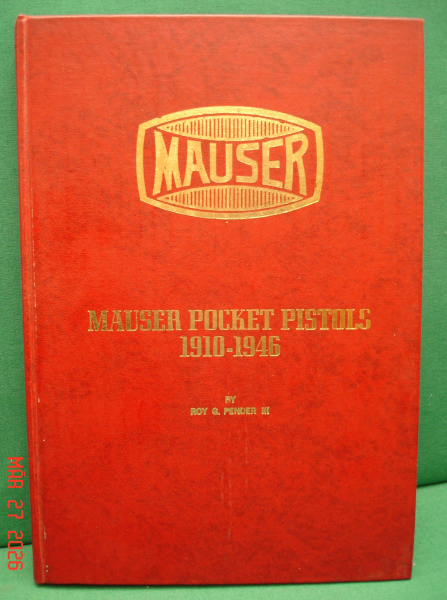 MAUSER
MAUSER POCKET PISTOLS
1910-1946
BY
ROY G. PENDER III
MAR 27 2026